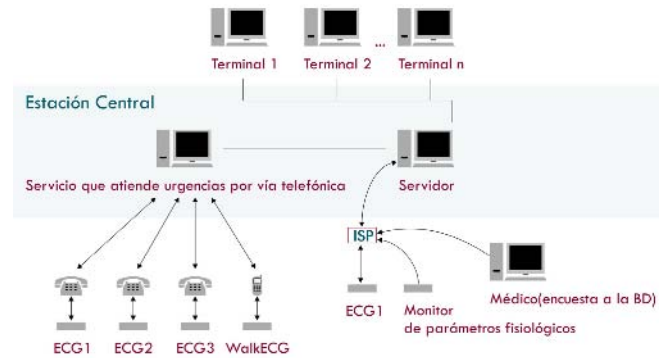 Terminal 1 Terminal 2 ... Terminal n
Estación Central
Servicio que atiende urgencias por vía telefónica Servidor
ISP
Médico(encuesta a la BD)
ECG1 Monitor
de parámetros fisiológicos
ECG1 ECG2 ECG3 WalkECG